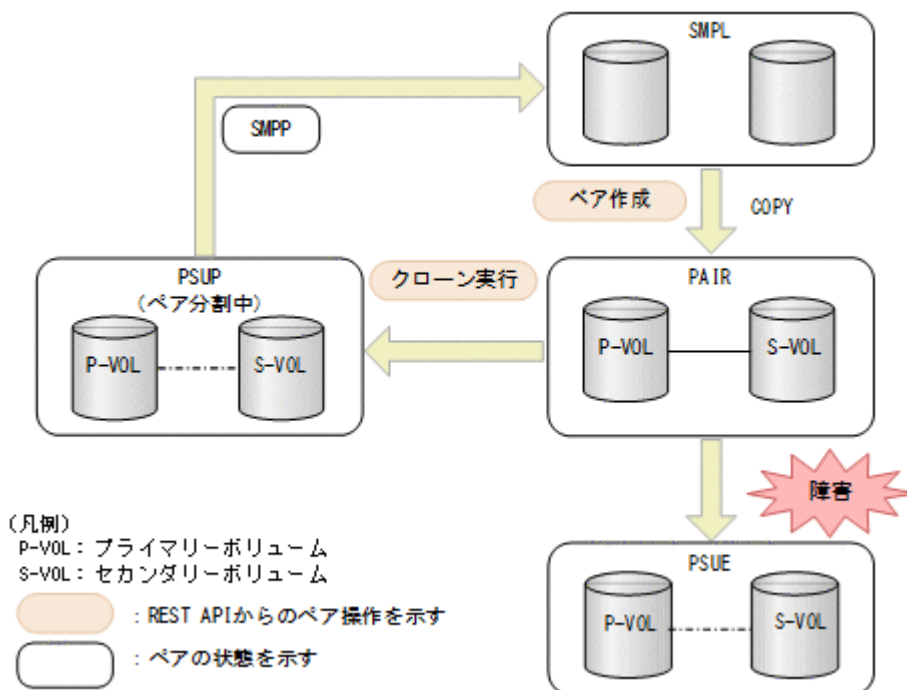 SMPL
SMPP
ペア作成
COPY
PSUP
(ペア分割中)
P-VOL
S-VOL
クローン実行
PAIR
P-VOL
S-VOL
障害
PSUE
P-VOL
S-VOL
(凡例)
P-VOL:プライマリーボリューム
S-VOL:セカンダリーボリューム
:REST APIからのペア操作を示す
:ペアの状態を示す